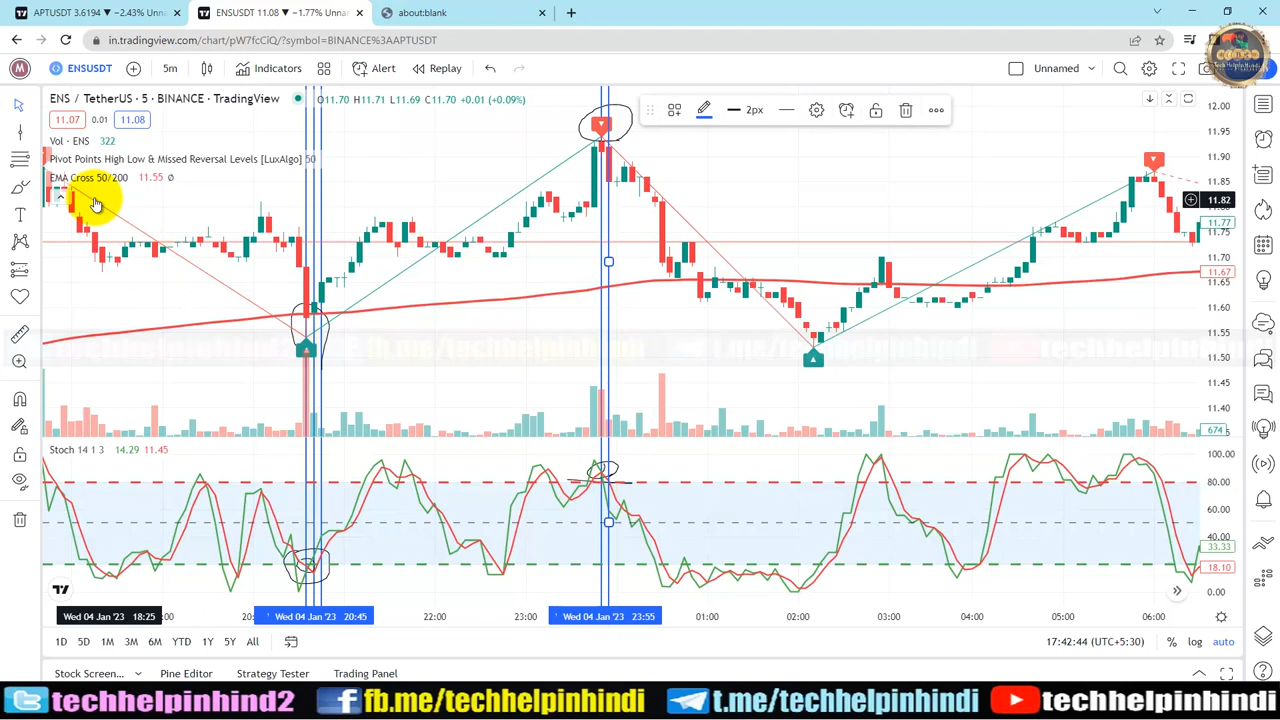 APTUSDT 3.6194 ▼ −2.43% Unna
ENSUSDT 11.08 ▼ −1.77% Unnar
about:blank
in.tradingview.com/chart/pW7fcCiQ/?symbol=BINANCE%3AAPTUSDT
M
ENSUSDT
5m
Indicators
Alert
Replay
Unnamed
ENS / TetherUS · 5 · BINANCE · TradingView
O11.70 H11.71 L11.69 C11.70 +0.01 (+0.09%)
2px
11.07
0.01
11.08
Vol · ENS 322
Pivot Points High Low & Missed Reversal Levels [LuxAlgo] 50
EMA Cross 50/200 11.55 ø
12.00
11.95
11.90
11.85
11.82
11.77
11.75
11.70
11.67
11.65
11.60
11.55
11.50
11.45
11.40
674
Stoch 14 1 3 14.29 11.45
100.00
80.00
60.00
40.00
33.33
18.10
0.00
Wed 04 Jan '23 18:25
Wed 04 Jan '23 20:45
22:00
23:00
Wed 04 Jan '23 23:55
01:00
02:00
03:00
04:00
05:00
06:00
1D 5D 1M 3M 6M YTD 1Y 5Y All
17:42:44 (UTC+5:30)
% log auto
Stock Screen...
Pine Editor
Strategy Tester
Trading Panel
techhelpinhind2
fb.me/techhelpinhindi
t.me/techhelpinhindi
techhelpinhindi